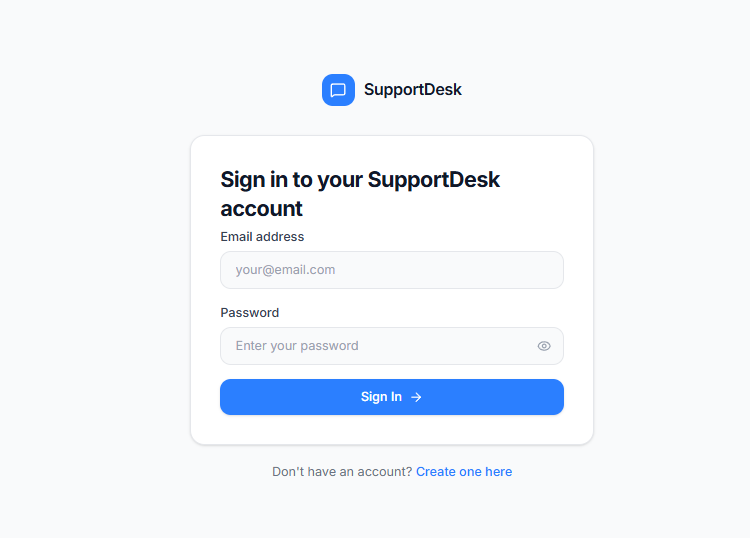 SupportDesk
Sign in to your SupportDesk
account
Email address
your@email.com
Password
Enter your password
Sign In →
Don't have an account? Create one here